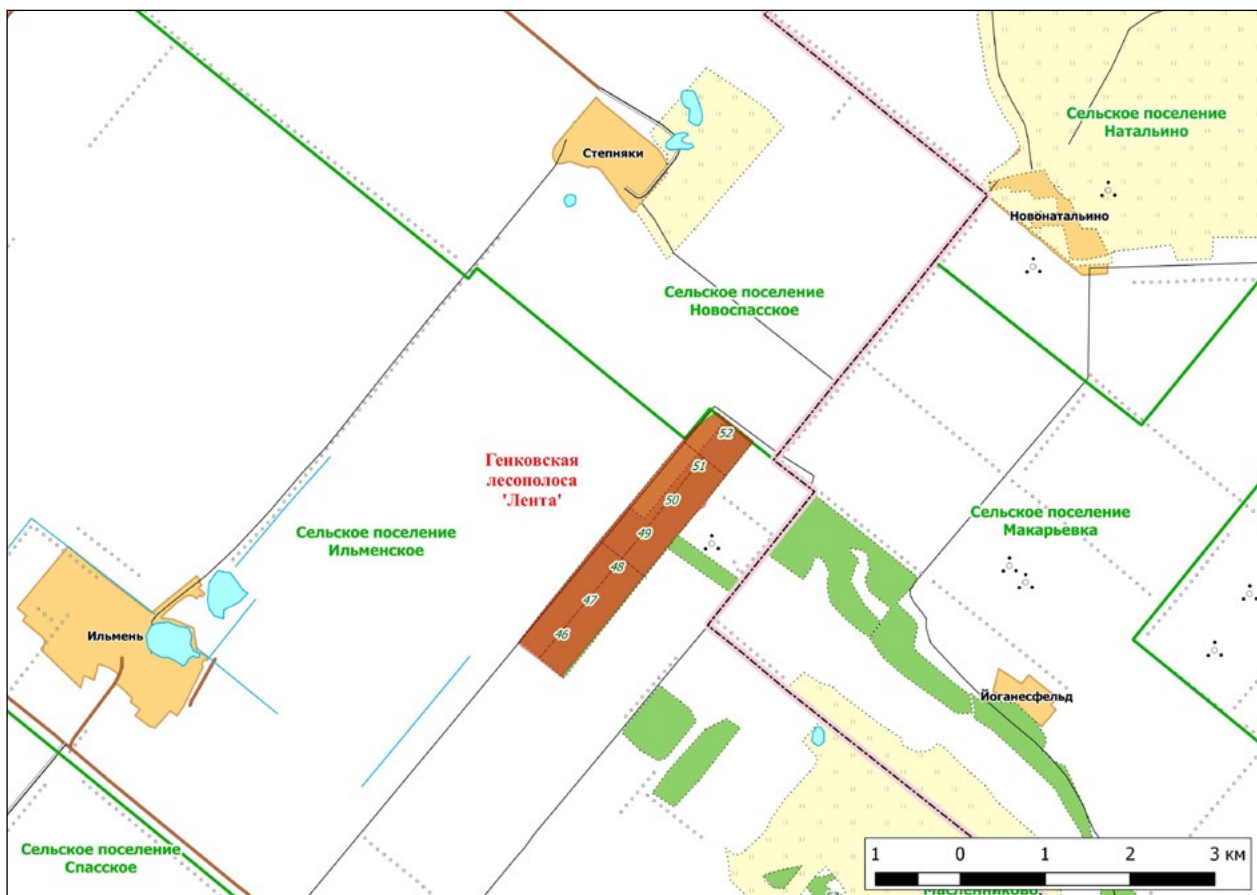 Сельское поселение
Натальино
Степняки
Новонатальино
Сельское поселение
Новоспасское
52
51
50
49
48
47
46
Генковская
лесополоса
'Лента'
Сельское поселение
Ильменское
Сельское поселение
Макарьевка
Ильмень
Йоганесфельд
Сельское поселение
Спасское
1 0 1 2 3 км
Масленниково